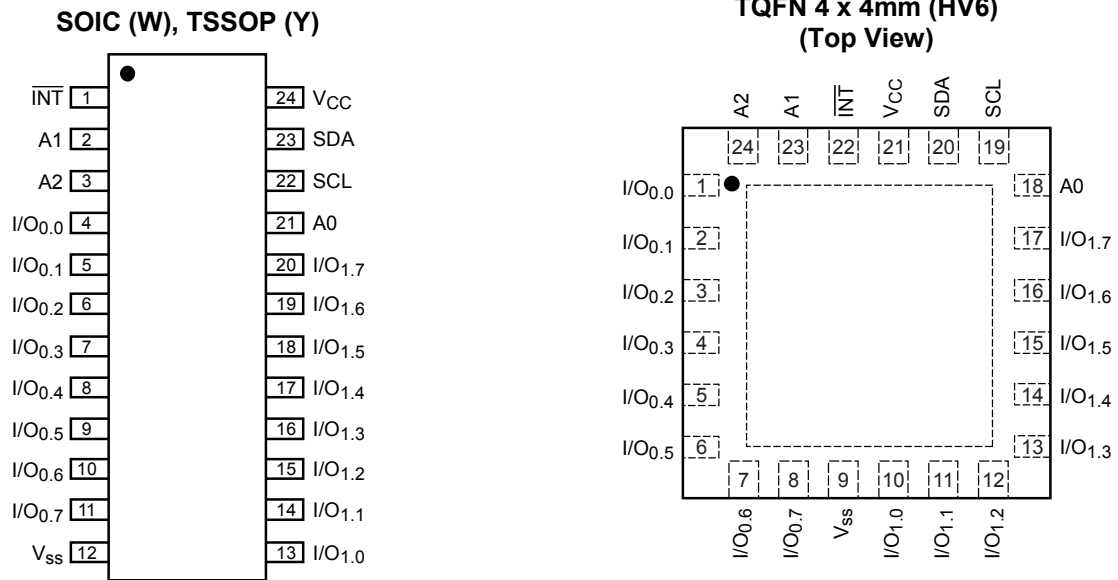 SOIC (W), TSSOP (Y)
INT 1
A1 2
A2 3
I/O0.0 4
I/O0.1 5
I/O0.2 6
I/O0.3 7
I/O0.4 8
I/O0.5 9
I/O0.6 10
I/O0.7 11
VSS 12
24 VCC
23 SDA
22 SCL
21 A0
20 I/O1.7
19 I/O1.6
18 I/O1.5
17 I/O1.4
16 I/O1.3
15 I/O1.2
14 I/O1.1
13 I/O1.0
TQFN 4 x 4mm (HV6)
(Top View)
A2 A1 INT VCC SDA SCL
24 23 22 21 20 19
I/O0.0 1
I/O0.1 2
I/O0.2 3
I/O0.3 4
I/O0.4 5
I/O0.5 6
18 A0
17 I/O1.7
16 I/O1.6
15 I/O1.5
14 I/O1.4
13 I/O1.3
7 8 9 10 11 12
I/O0.6 I/O0.7 Vss I/O1.0 I/O1.1 I/O1.2